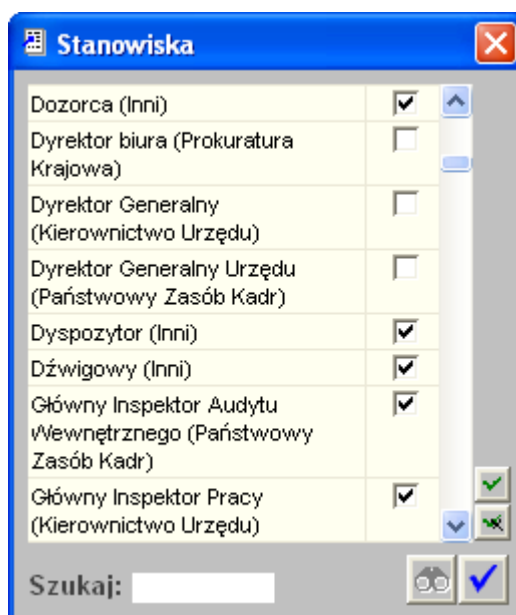 Stanowiska
Dozorca (Inni)
Dyrektor biura (Prokuratura
Krajowa)
Dyrektor Generalny
(Kierownictwo Urzędu)
Dyrektor Generalny Urzędu
(Państwowy Zasób Kadr)
Dyspozytor (Inni)
Dźwigowy (Inni)
Główny Inspektor Audytu
Wewnętrznego (Państwowy
Zasób Kadr)
Główny Inspektor Pracy
(Kierownictwo Urzędu)
Szukaj: